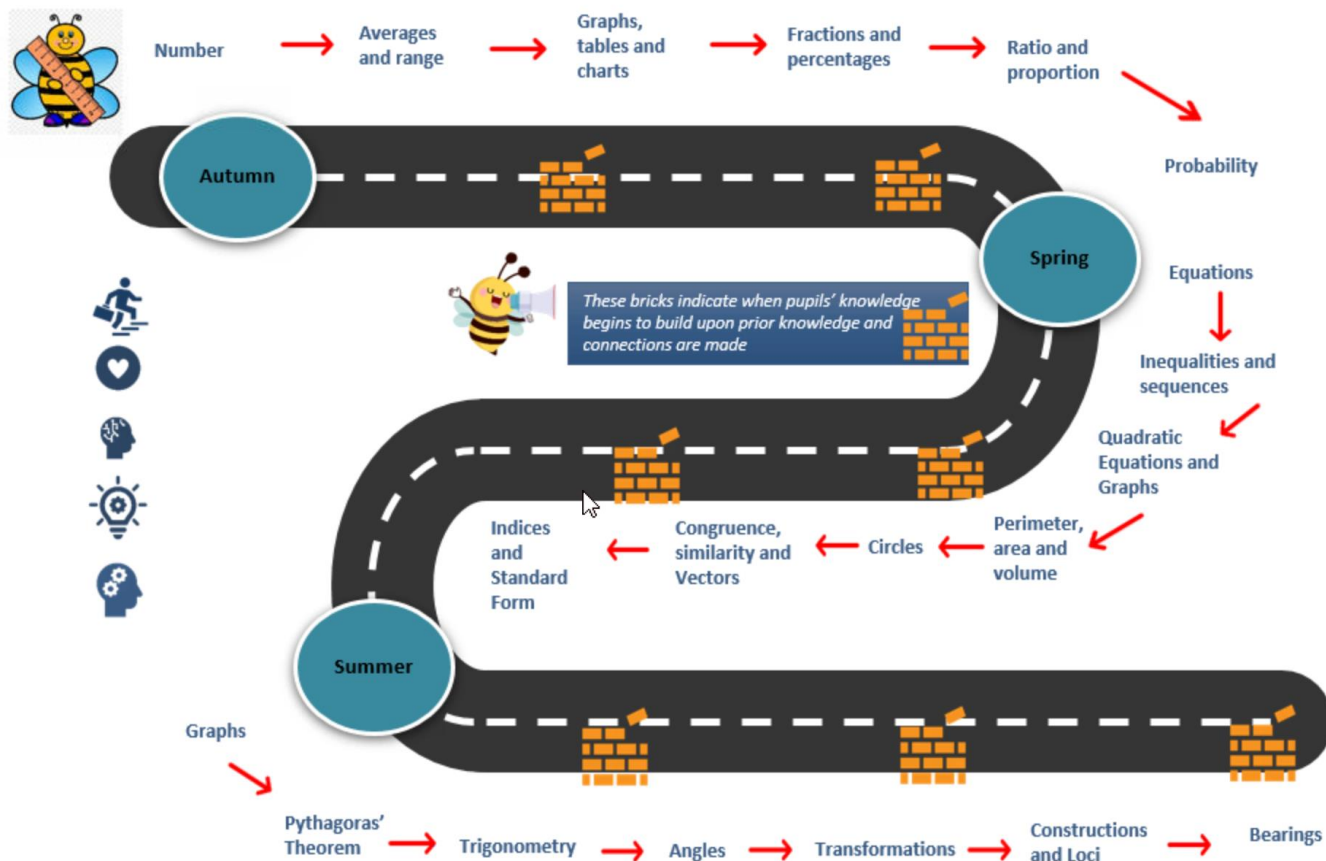 Number
Averages
and range
Graphs,
tables and
charts
Fractions and
percentages
Ratio and
proportion
Probability
Autumn
Spring
These bricks indicate when pupils' knowledge
begins to build upon prior knowledge and
connections are made
Equations
Inequalities and
sequences
Quadratic
Equations and
Graphs
Perimeter,
area and
volume
Circles
Congruence,
similarity and
Vectors
Indices
and
Standard
Form
Summer
Graphs
Pythagoras'
Theorem
Trigonometry
Angles
Transformations
Constructions
and Loci
Bearings